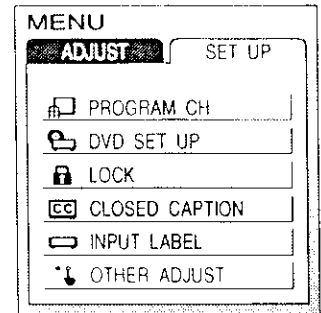 MENU
ADJUST SET UP
PROGRAM CH
DVD SET UP
LOCK
CC CLOSED CAPTION
INPUT LABEL
OTHER ADJUST